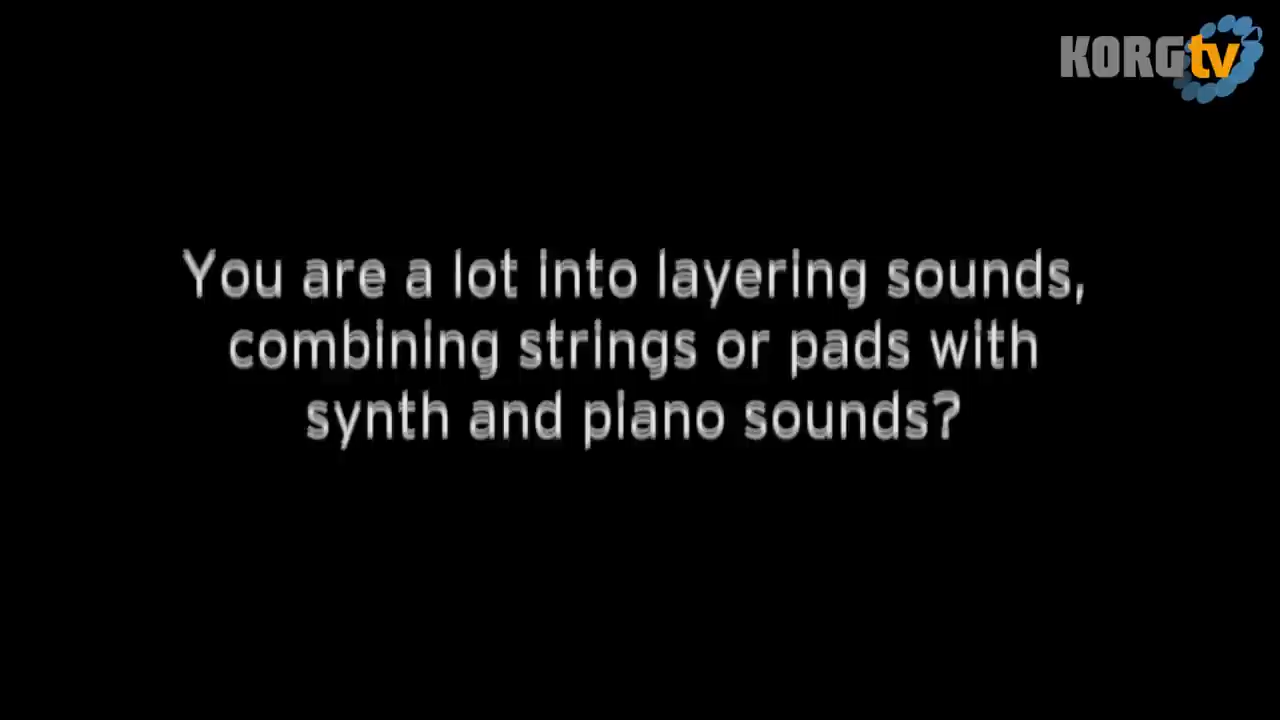 KORGtv
You are a lot into layering sounds,
combining strings or pads with
synth and piano sounds?